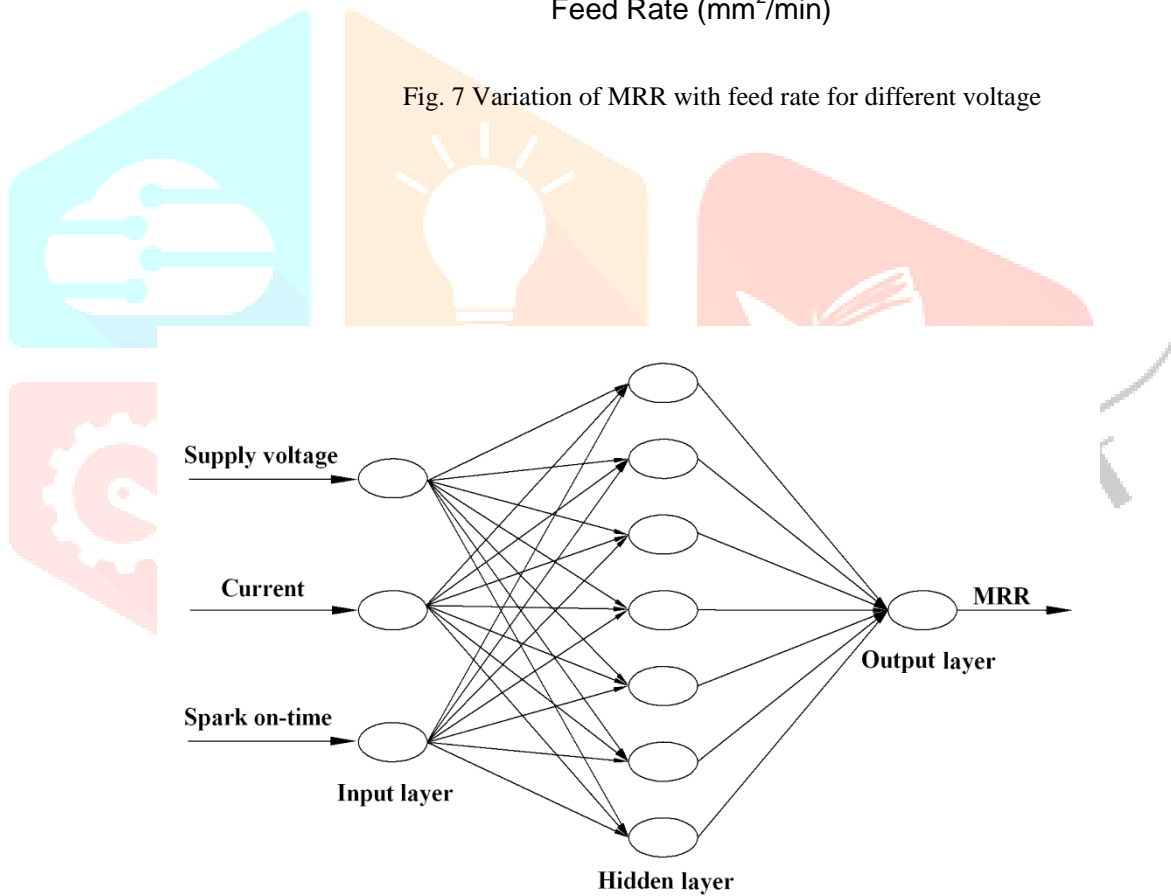 Feed Rate (mm²/min)
Fig. 7 Variation of MRR with feed rate for different voltage
Supply voltage
Current
MRR
Output layer
Spark on-time
Input layer
Hidden layer